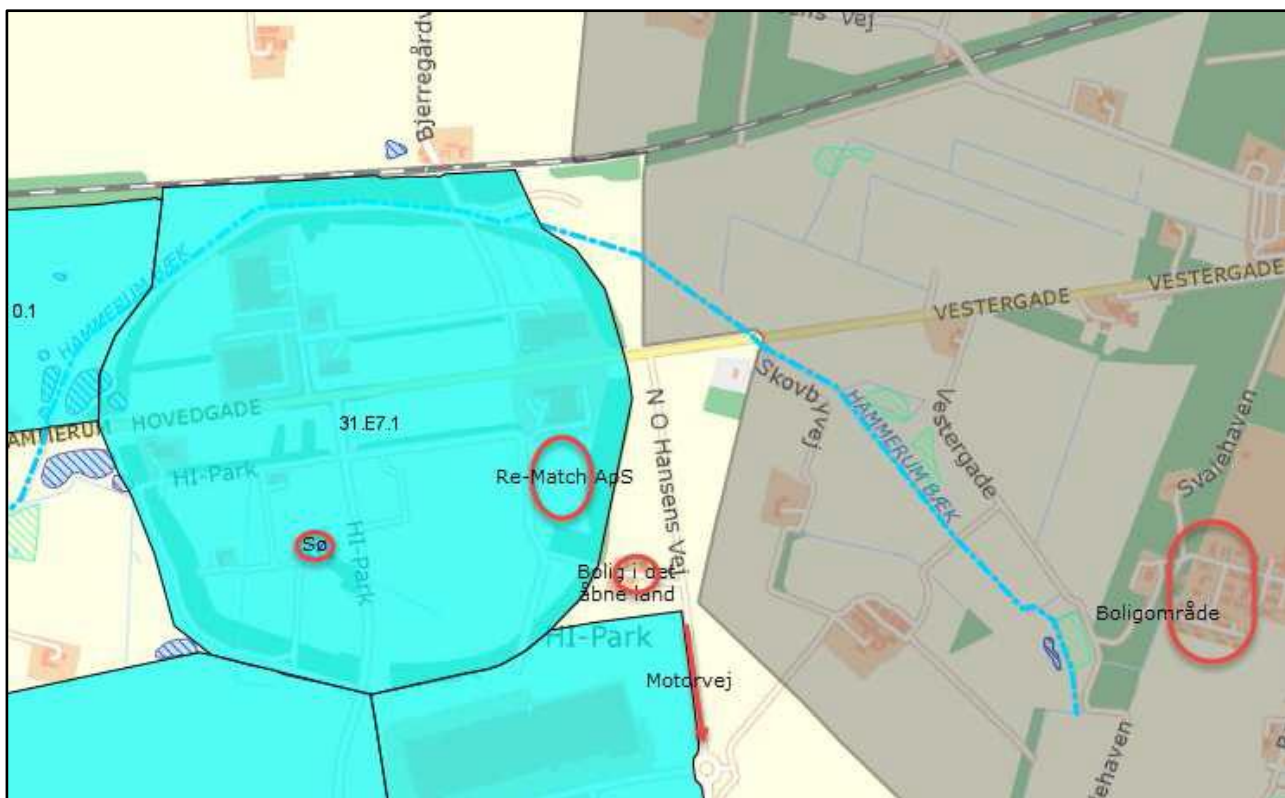 Vej
Bjerregårdv
HAMMERUM BÆK
VESTERGADE
VESTERGADE
0.1
HOVEDGADE
31.E7.1
Skovbyvej
Vestergade
HAMMERUM BÆK
N O Hansens Vej
HI-Park
Re-Match ApS
Svalehaven
Sø
HI-Park
Bolig i det
åbne land
Boligområde
HI-Park
Motorvej
lehaven